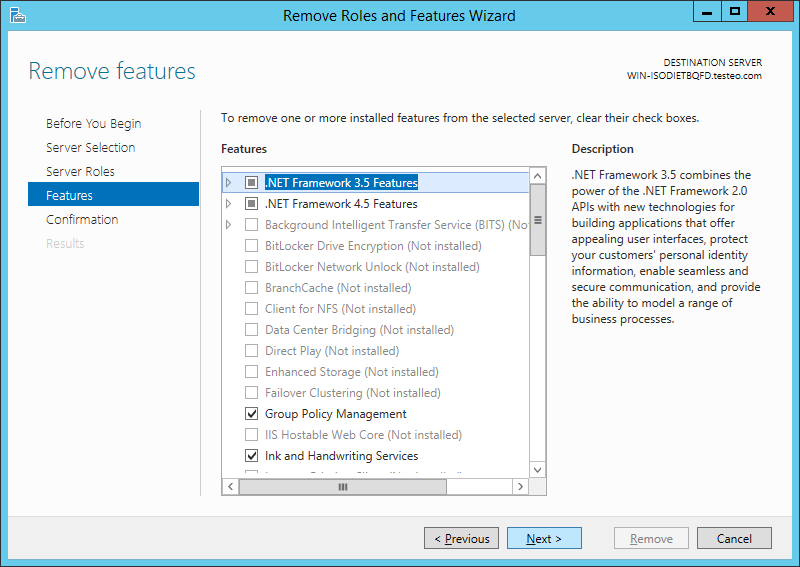 Remove Roles and Features Wizard
Remove features
DESTINATION SERVER
WIN-ISODIETBQFD.testeo.com
Before You Begin
Server Selection
Server Roles
Features
Confirmation
Results
To remove one or more installed features from the selected server, clear their check boxes.
Features
.NET Framework 3.5 Features
.NET Framework 4.5 Features
Background Intelligent Transfer Service (BITS) (No
BitLocker Drive Encryption (Not installed)
BitLocker Network Unlock (Not installed)
BranchCache (Not installed)
Client for NFS (Not installed)
Data Center Bridging (Not installed)
Direct Play (Not installed)
Enhanced Storage (Not installed)
Failover Clustering (Not installed)
Group Policy Management
IIS Hostable Web Core (Not installed)
Ink and Handwriting Services
Description
.NET Framework 3.5 combines the
power of the .NET Framework 2.0
APIs with new technologies for
building applications that offer
appealing user interfaces, protect
your customers' personal identity
information, enable seamless and
secure communication, and provide
the ability to model a range of
business processes.
< Previous
Next >
Remove
Cancel